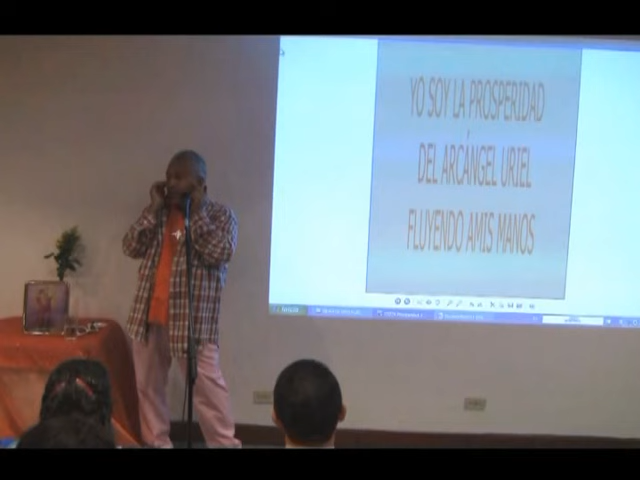 YO SOY LA PROSPERIDAD
DEL ARCÁNGEL URIEL
FLUYENDO AMIS MANOS